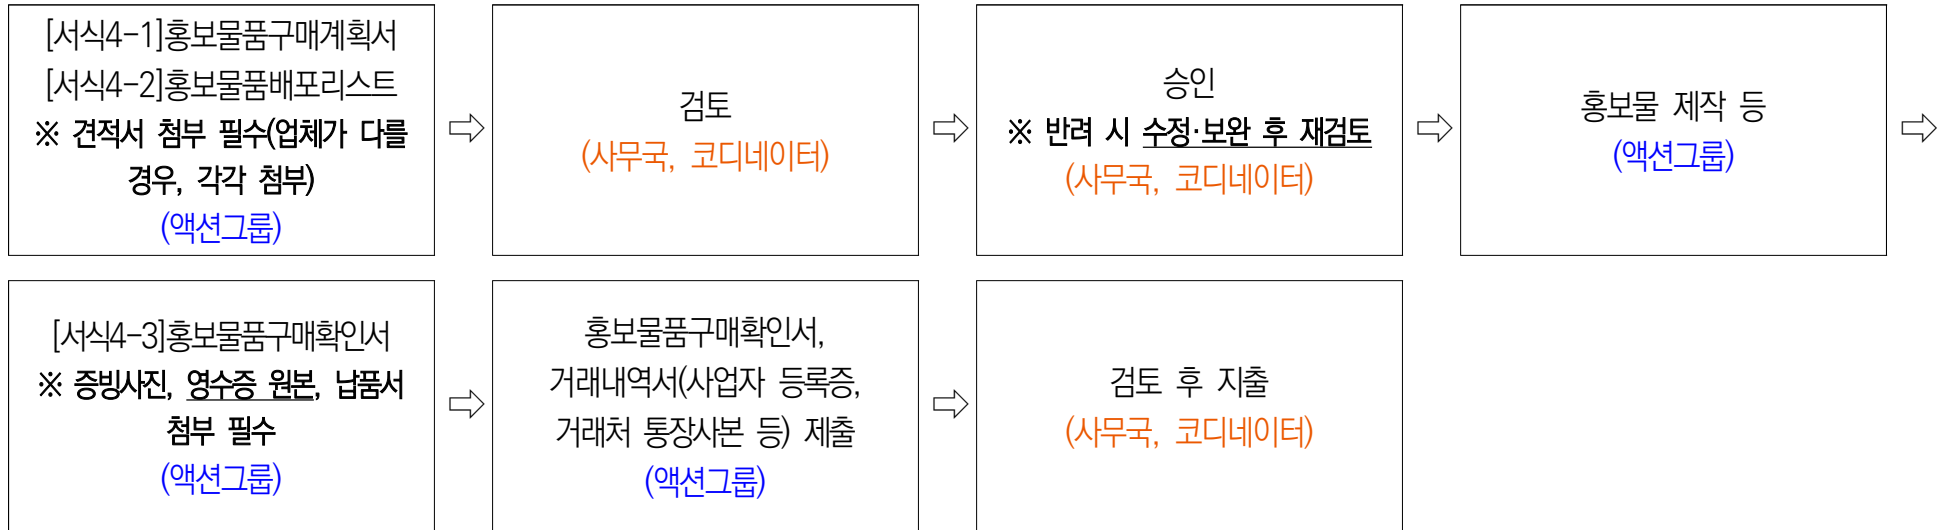 [서식4-1]홍보물품구매계획서
[서식4-2]홍보물품배포리스트
※ 견적서 첨부 필수(업체가 다를
경우, 각각 첨부)
(액션그룹)
⇨
검토
(사무국, 코디네이터)
⇨
승인
※ 반려 시 수정·보완 후 재검토
(사무국, 코디네이터)
⇨
홍보물 제작 등
(액션그룹)
⇨
[서식4-3]홍보물품구매확인서
※ 증빙사진, 영수증 원본, 납품서
첨부 필수
(액션그룹)
⇨
홍보물품구매확인서,
거래내역서(사업자 등록증,
거래처 통장사본 등) 제출
(액션그룹)
⇨
검토 후 지출
(사무국, 코디네이터)